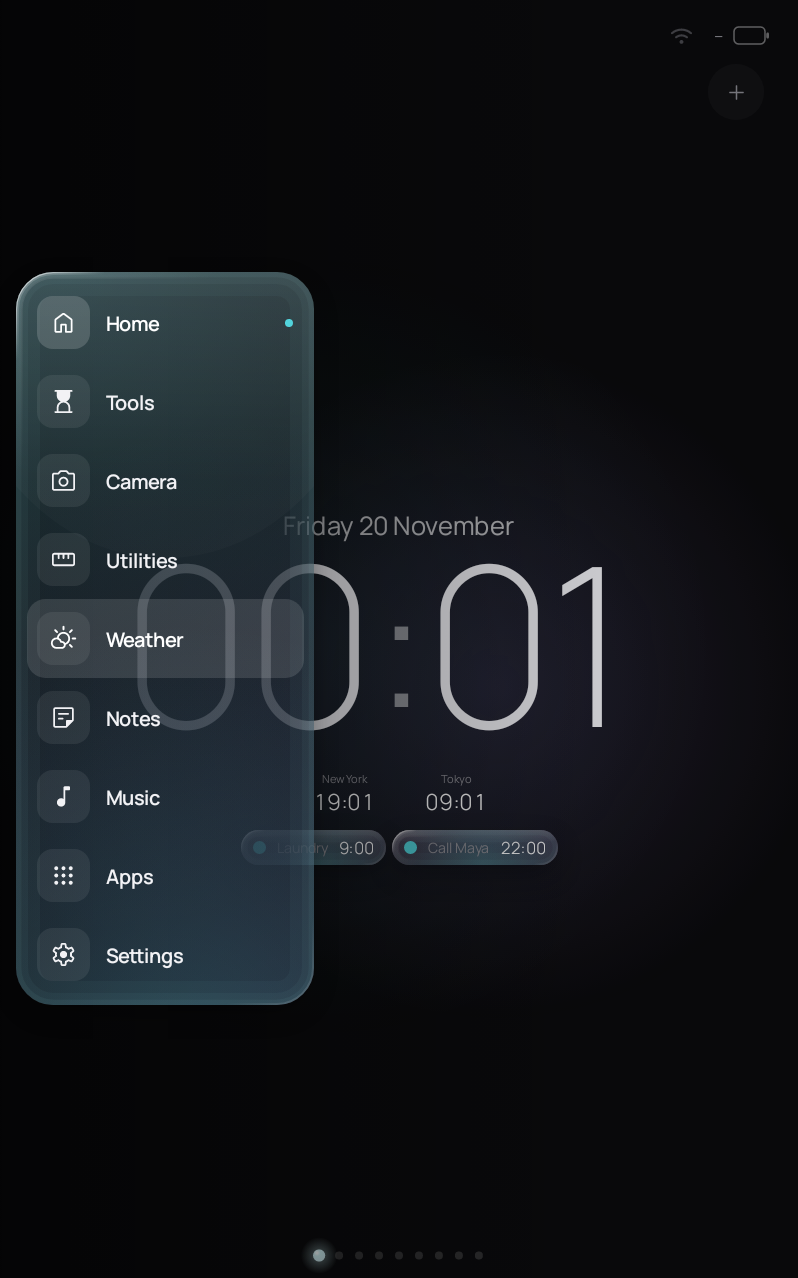 –
+
Home
Tools
Camera
Friday 20 November
Utilities
00:01
Weather
Notes
New York
Tokyo
Music
19:01
09:01
Laundry 9:00
Call Maya 22:00
Apps
Settings